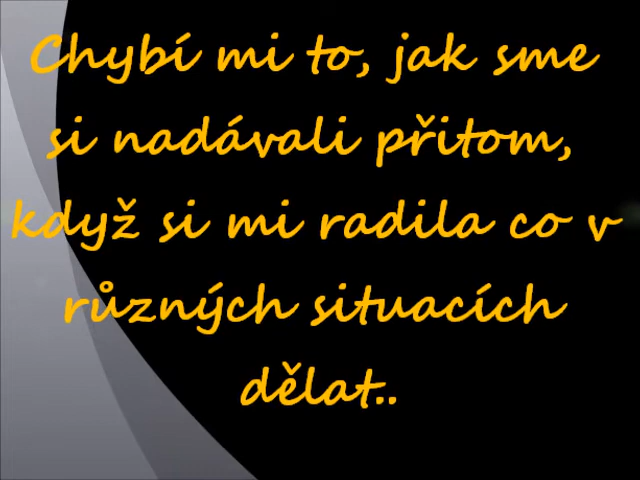 Chybí mi to, jak sme
si nadávali přitom,
když si mi radila co v
různých situacích
dělat..